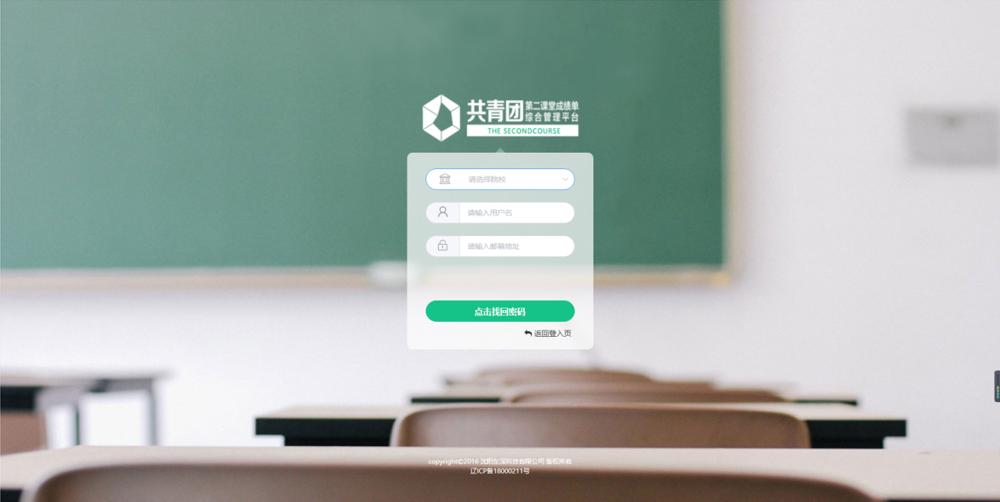 共青团 第二课堂成绩单
综合管理平台
THE SECONDCOURSE
请选择院校
请输入用户名
请输入邮箱地址
点击找回密码
返回登入页
copyright©2016 沈阳东深科技有限公司 版权所有
辽ICP备18000211号